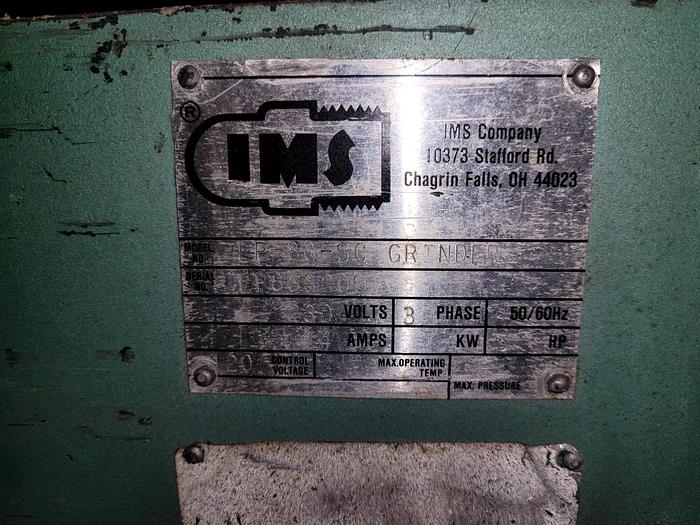 ®
IMS
IMS Company
10373 Stafford Rd.
Chagrin Falls, OH 44023
MODEL NO. GRINDER
SERIAL NO.
VOLTS 3 PHASE 50/60Hz
AMPS KW HP
CONTROL VOLTAGE MAX. OPERATING TEMP
MAX. PRESSURE